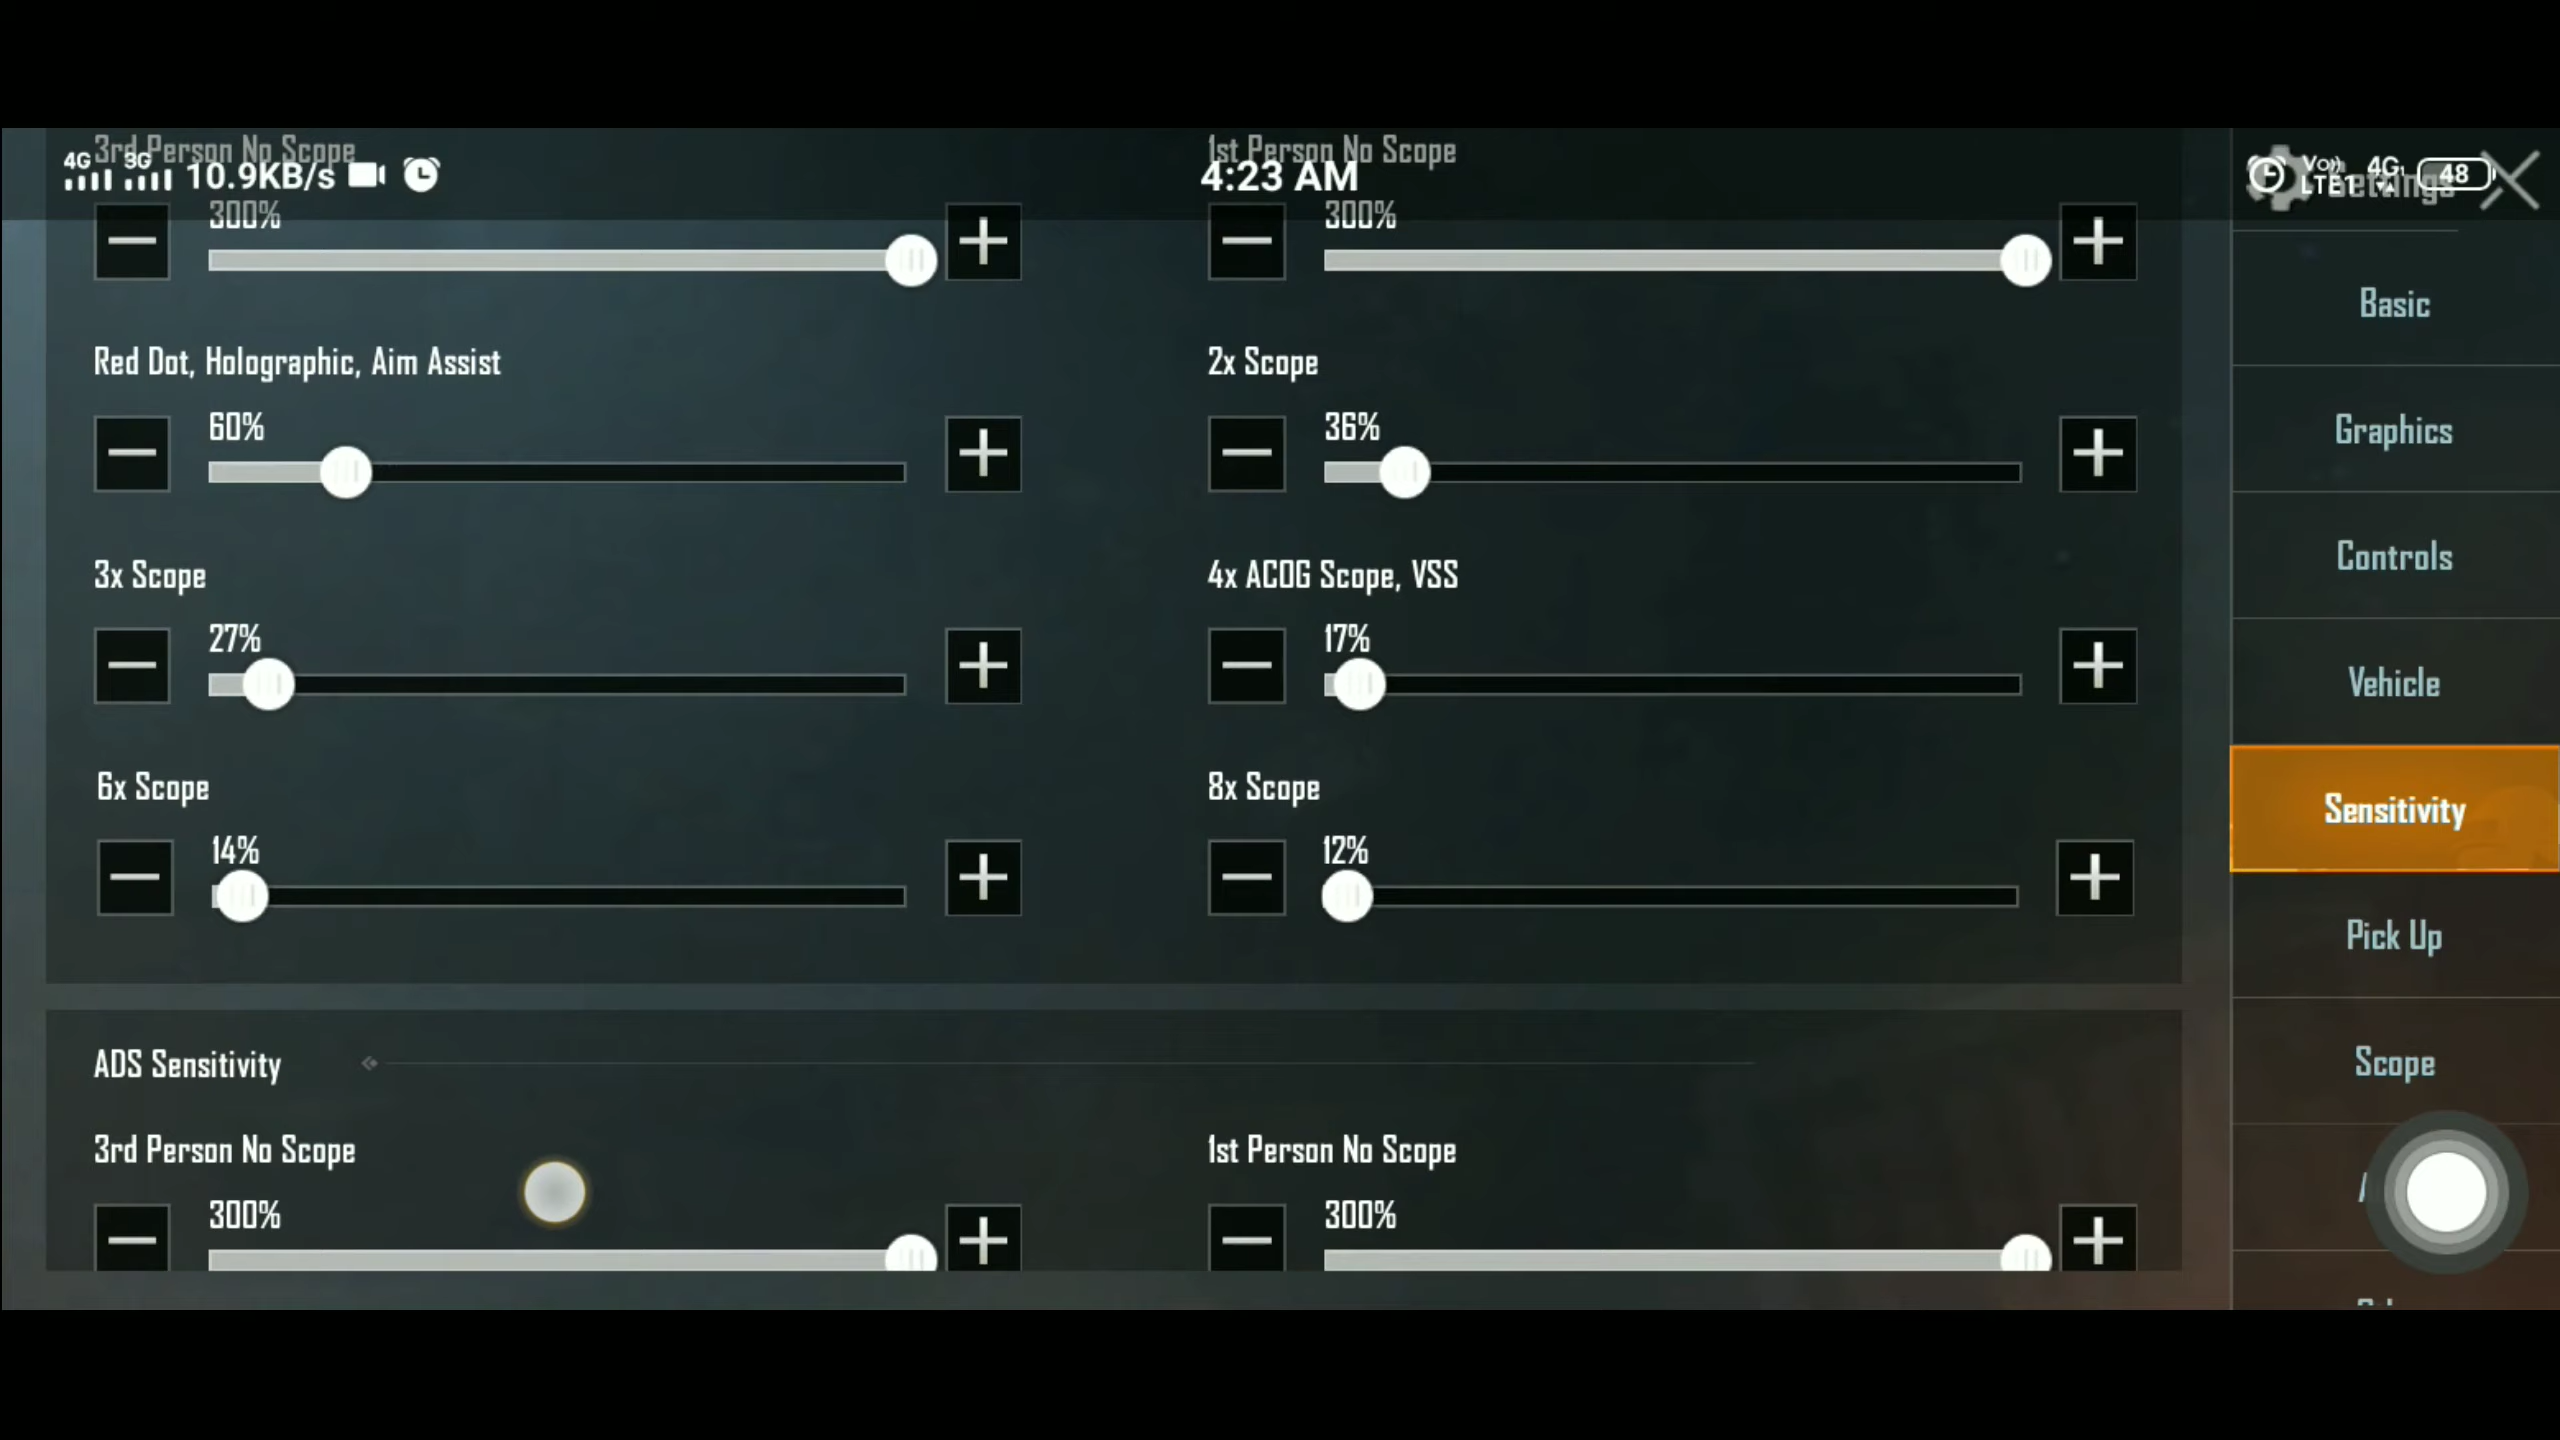 3rd Person No Scope
1st Person No Scope
4G 3G 10.9KB/s
4:23 AM
Vo)) LTE1 4G 48
Settings
300%
300%
Basic
Red Dot, Holographic, Aim Assist
2x Scope
60%
36%
Graphics
3x Scope
4x ACOG Scope, VSS
Controls
27%
17%
Vehicle
6x Scope
8x Scope
Sensitivity
14%
12%
Pick Up
ADS Sensitivity
Scope
3rd Person No Scope
1st Person No Scope
300%
300%